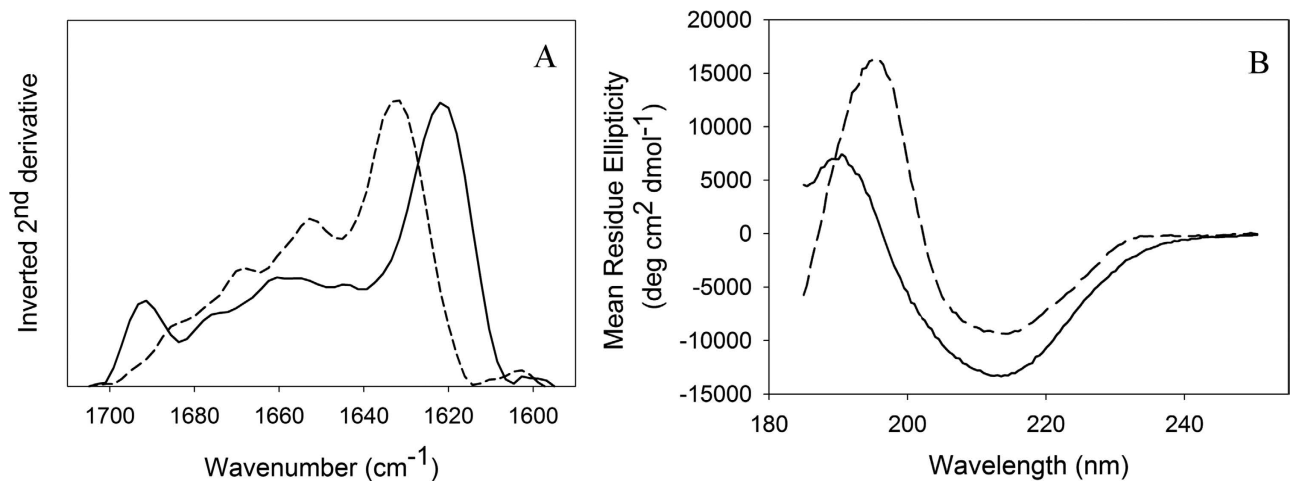 A
Inverted 2nd derivative
1700 1680 1660 1640 1620 1600
Wavenumber (cm-1)
B
Mean Residue Ellipticity
(deg cm2 dmol-1)
20000
15000
10000
5000
0
-5000
-10000
-15000
180 200 220 240
Wavelength (nm)